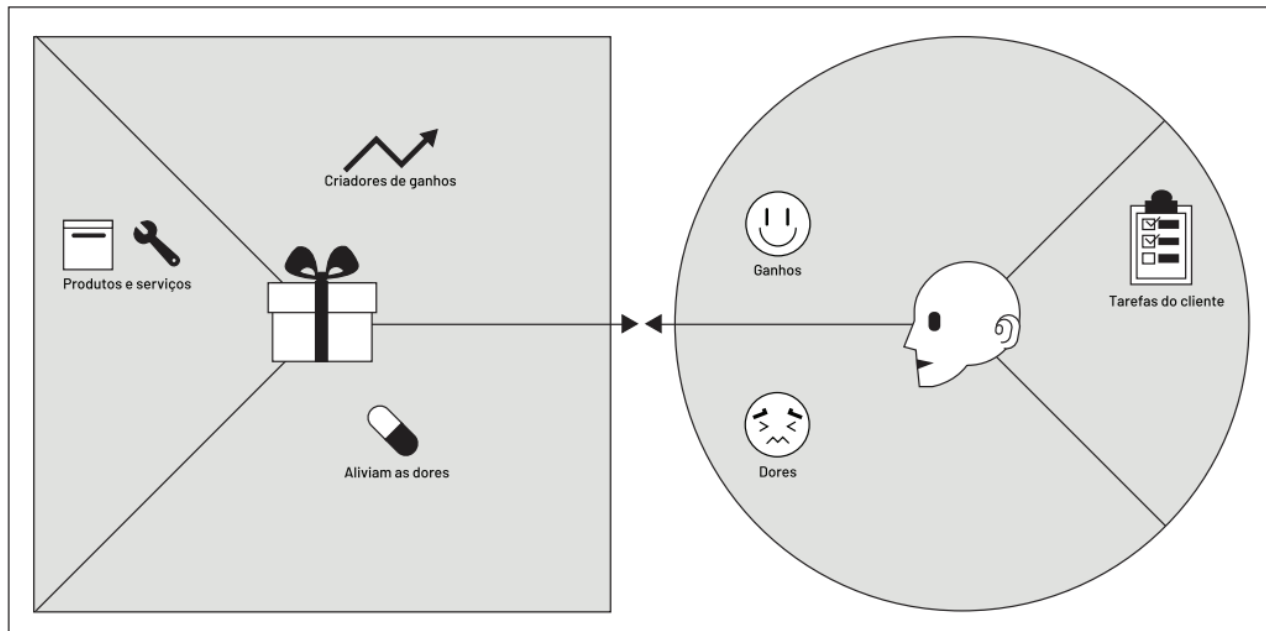 Criadores de ganhos
Produtos e serviços
Aliviam as dores
Ganhos
Tarefas do cliente
Dores